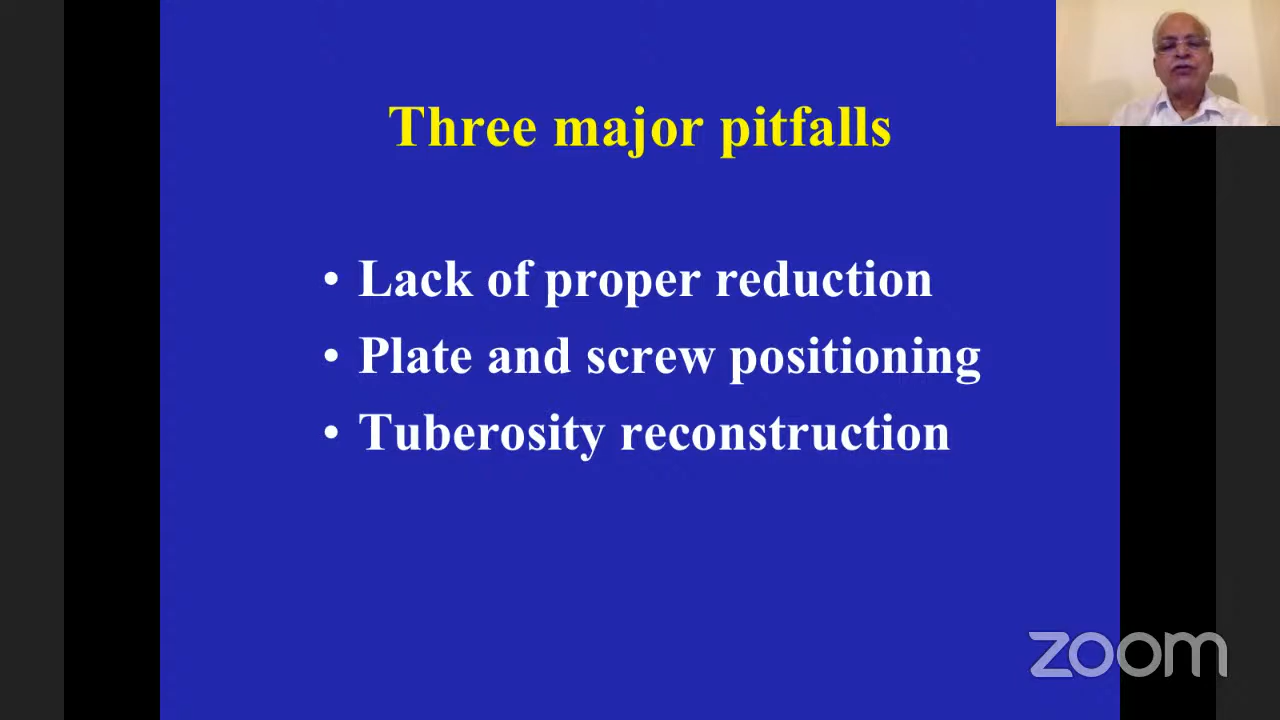 Three major pitfalls
• Lack of proper reduction
• Plate and screw positioning
• Tuberosity reconstruction
zoom